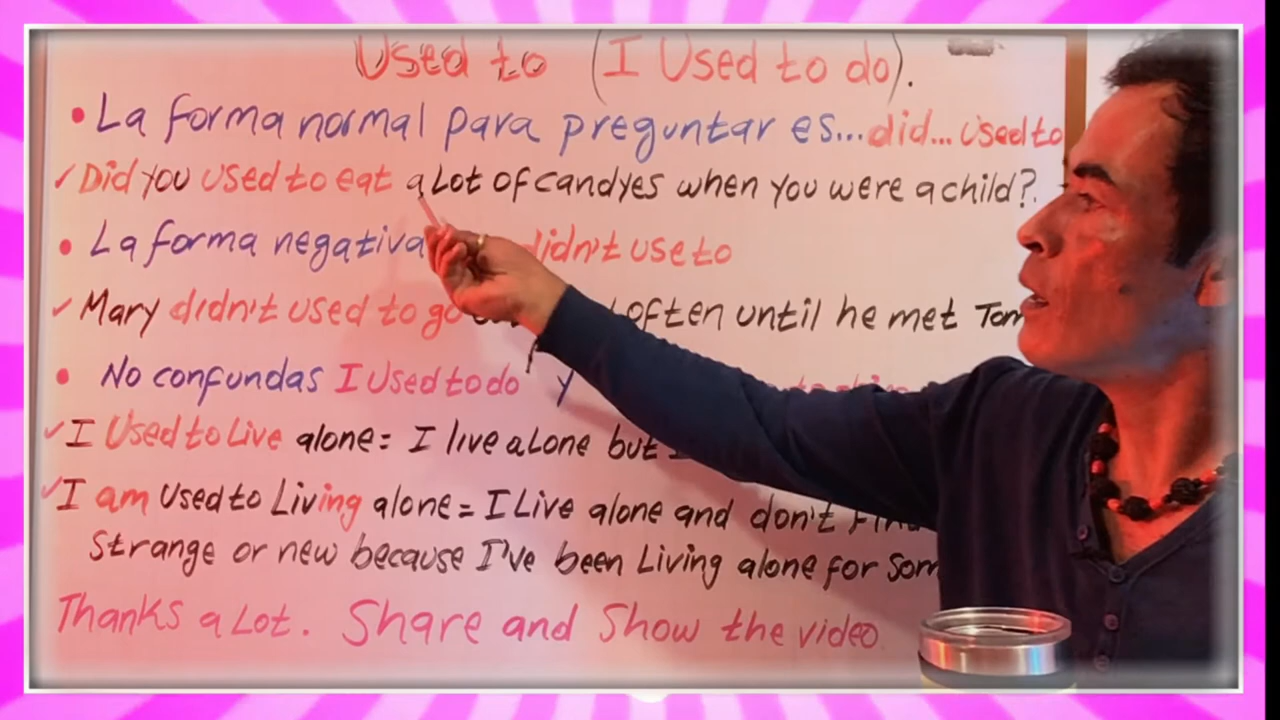 Used to (I Used to do).
• La forma normal para preguntar es... did... used to
✓ Did you used to eat a Lot of candyes when you were a child?
• La forma negativa didn't use to
✓ Mary didn't used to go often until he met Tom
• No confundas I Used to do y
✓ I Used to Live alone = I live alone but I
✓ I am Used to Living alone = I Live alone and don't
Strange or new because I've been Living alone for
Thanks a Lot. Share and Show the video